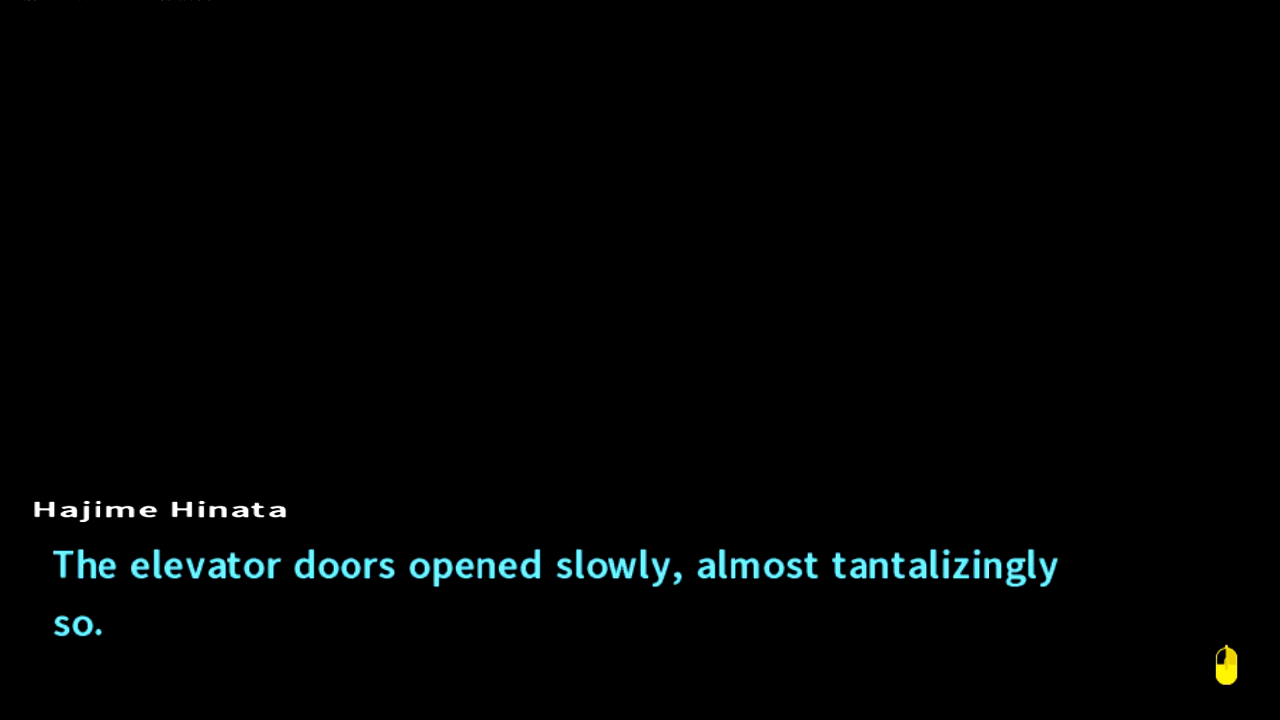 Hajime Hinata
The elevator doors opened slowly, almost tantalizingly
so.